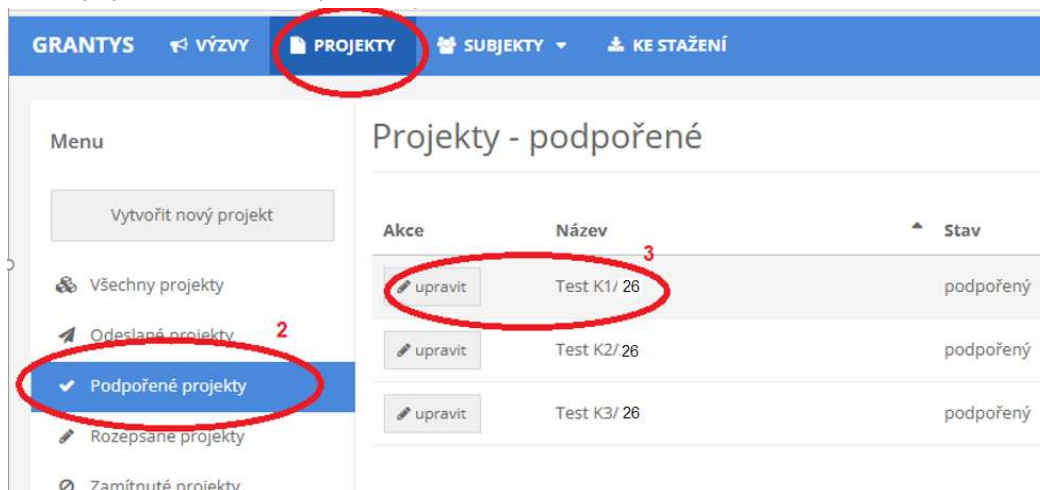 GRANTYS VÝZVY PROJEKTY SUBJEKTY KE STAŽENÍ
Menu
Vytvořit nový projekt
Všechny projekty
Odeslané projekty 2
Podpořené projekty
Rozepsané projekty
Zamítnuté projekty
Projekty - podpořené
Akce Název Stav
3
upravit Test K1/ 26 podpořený
upravit Test K2/ 26 podpořený
upravit Test K3/ 26 podpořený